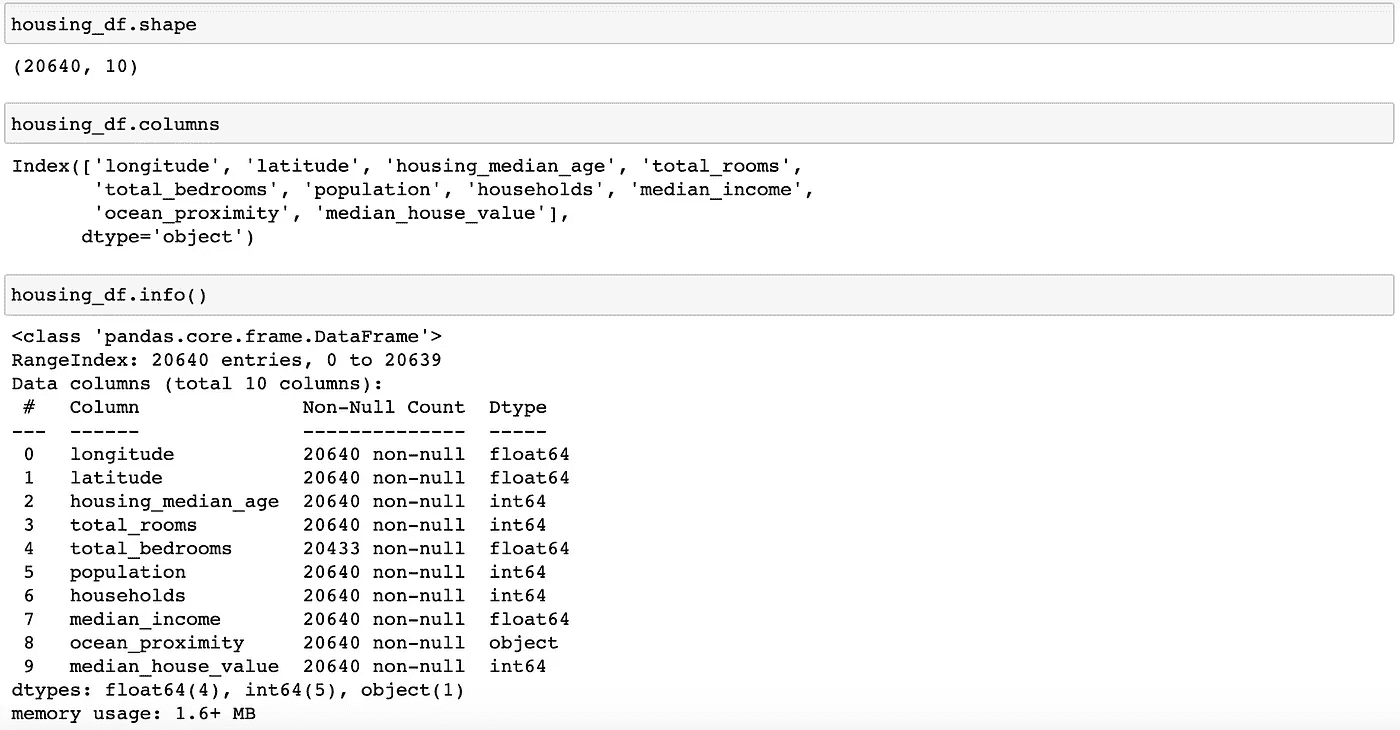 housing_df.shape
(20640, 10)
housing_df.columns
Index(['longitude', 'latitude', 'housing_median_age', 'total_rooms',
       'total_bedrooms', 'population', 'households', 'median_income',
       'ocean_proximity', 'median_house_value'],
      dtype='object')
housing_df.info()
<class 'pandas.core.frame.DataFrame'>
RangeIndex: 20640 entries, 0 to 20639
Data columns (total 10 columns):
 #   Column              Non-Null Count  Dtype
---  ------              --------------  -----
 0   longitude           20640 non-null  float64
 1   latitude            20640 non-null  float64
 2   housing_median_age  20640 non-null  int64
 3   total_rooms         20640 non-null  int64
 4   total_bedrooms      20433 non-null  float64
 5   population          20640 non-null  int64
 6   households          20640 non-null  int64
 7   median_income       20640 non-null  float64
 8   ocean_proximity     20640 non-null  object
 9   median_house_value  20640 non-null  int64
dtypes: float64(4), int64(5), object(1)
memory usage: 1.6+ MB